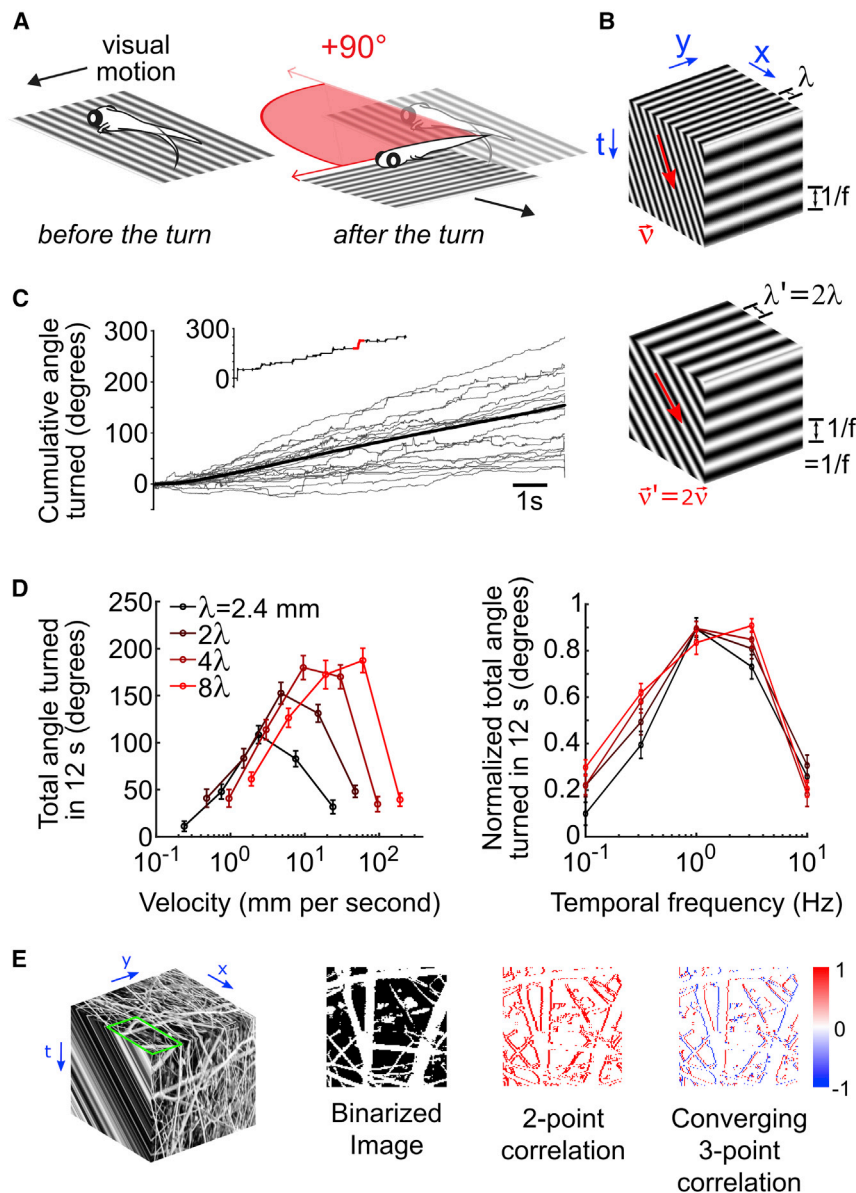 A
visual
motion
+90°
before the turn
after the turn
B
y
x
λ
t
1/f
v⃗
λ'=2λ
1/f
=1/f
v⃗'=2v⃗
C
Cumulative angle
turned (degrees)
300
200
100
0
300
0
1s
D
Total angle turned
in 12 s (degrees)
250
200
150
100
50
0
λ=2.4 mm
2λ
4λ
8λ
10⁻¹
10⁰
10¹
10²
Velocity (mm per second)
Normalized total angle
turned in 12 s (degrees)
1
0.8
0.6
0.4
0.2
0
10⁻¹
10⁰
10¹
Temporal frequency (Hz)
E
y
x
t
Binarized
Image
2-point
correlation
Converging
3-point
correlation
1
0
-1